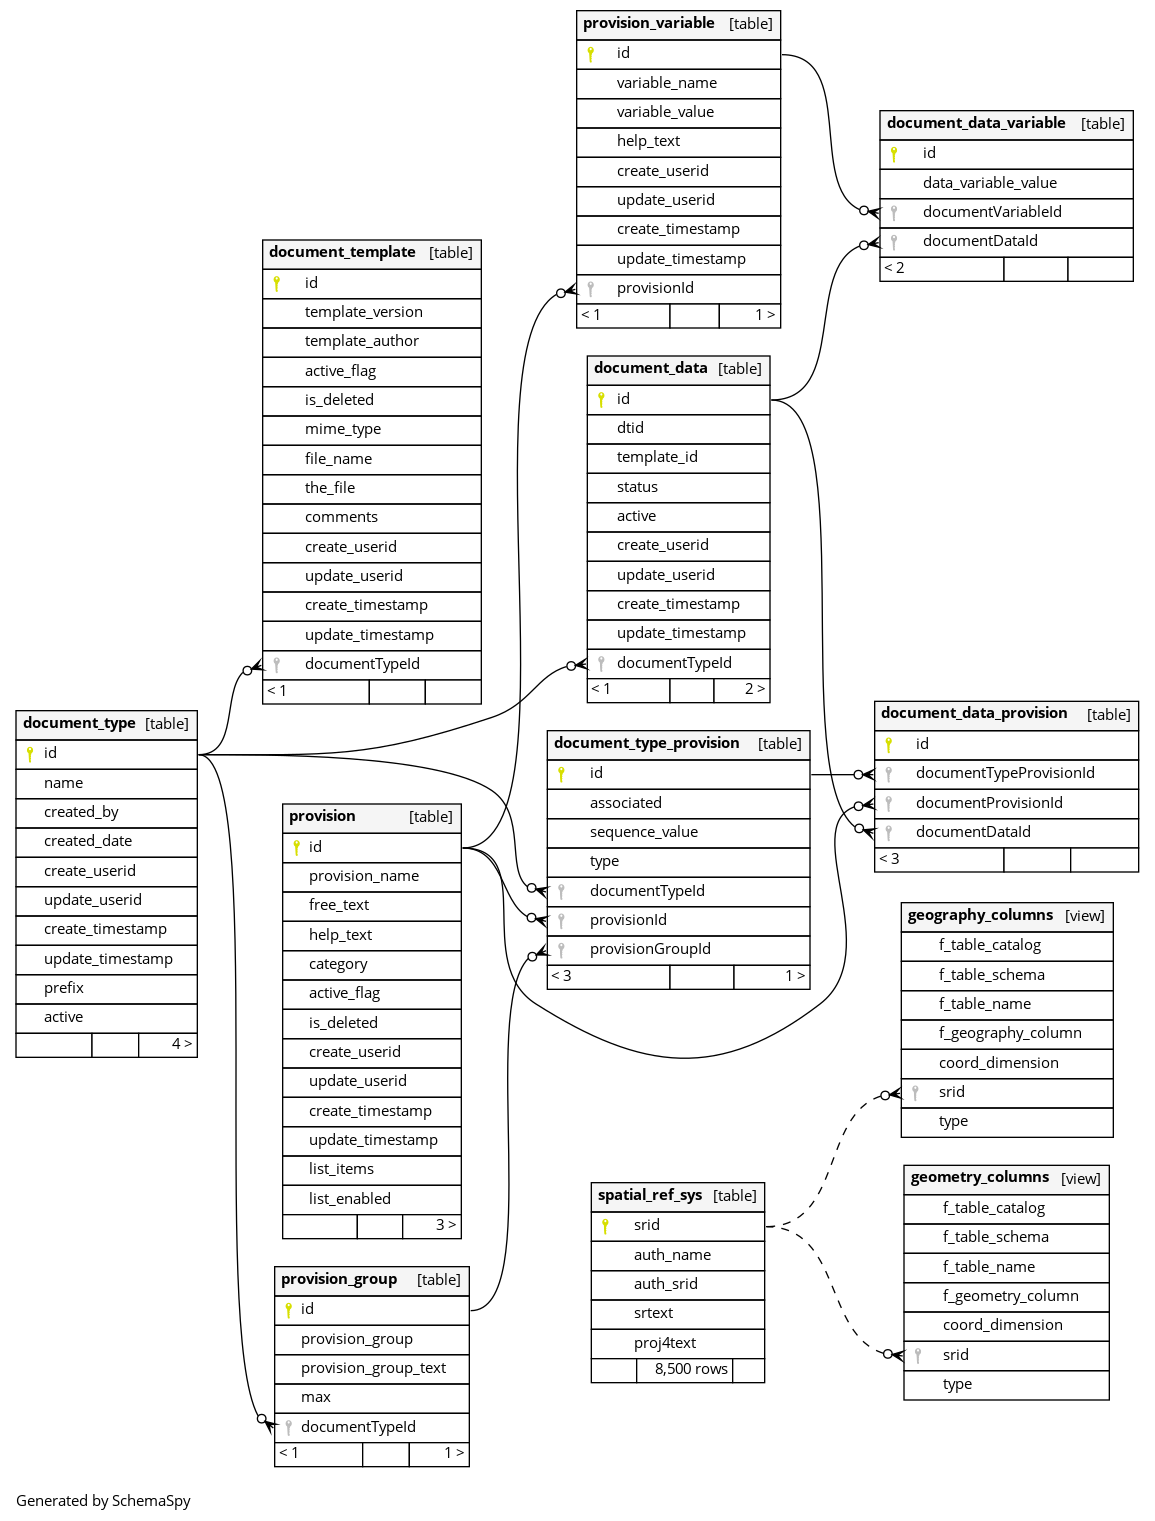 provision_variable [table]
id
variable_name
variable_value
help_text
create_userid
update_userid
create_timestamp
update_timestamp
provisionId
< 1 1 >
document_data_variable [table]
id
data_variable_value
documentVariableId
documentDataId
< 2
document_template [table]
id
template_version
template_author
active_flag
is_deleted
mime_type
file_name
the_file
comments
create_userid
update_userid
create_timestamp
update_timestamp
documentTypeId
< 1
document_data [table]
id
dtid
template_id
status
active
create_userid
update_userid
create_timestamp
update_timestamp
documentTypeId
< 1 2 >
document_type [table]
id
name
created_by
created_date
create_userid
update_userid
create_timestamp
update_timestamp
prefix
active
4 >
document_type_provision [table]
id
associated
sequence_value
type
documentTypeId
provisionId
provisionGroupId
< 3 1 >
document_data_provision [table]
id
documentTypeProvisionId
documentProvisionId
documentDataId
< 3
provision [table]
id
provision_name
free_text
help_text
category
active_flag
is_deleted
create_userid
update_userid
create_timestamp
update_timestamp
list_items
list_enabled
3 >
geography_columns [view]
f_table_catalog
f_table_schema
f_table_name
f_geography_column
coord_dimension
srid
type
spatial_ref_sys [table]
srid
auth_name
auth_srid
srtext
proj4text
8,500 rows
geometry_columns [view]
f_table_catalog
f_table_schema
f_table_name
f_geometry_column
coord_dimension
srid
type
provision_group [table]
id
provision_group
provision_group_text
max
documentTypeId
< 1 1 >
Generated by SchemaSpy